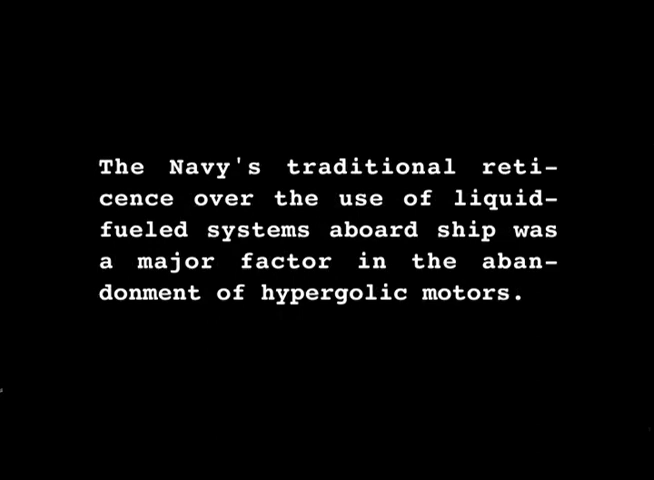 The Navy's traditional reti-
cence over the use of liquid-
fueled systems aboard ship was
a major factor in the aban-
donment of hypergolic motors.